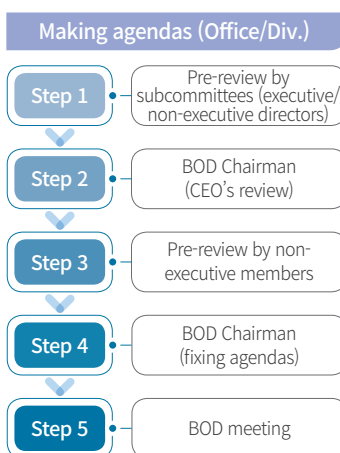 Making agendas (Office/Div.)
Step 1
Pre-review by
subcommittees (executive/
non-executive directors)
Step 2
BOD Chairman
(CEO's review)
Step 3
Pre-review by non-
executive members
Step 4
BOD Chairman
(fixing agendas)
Step 5
BOD meeting